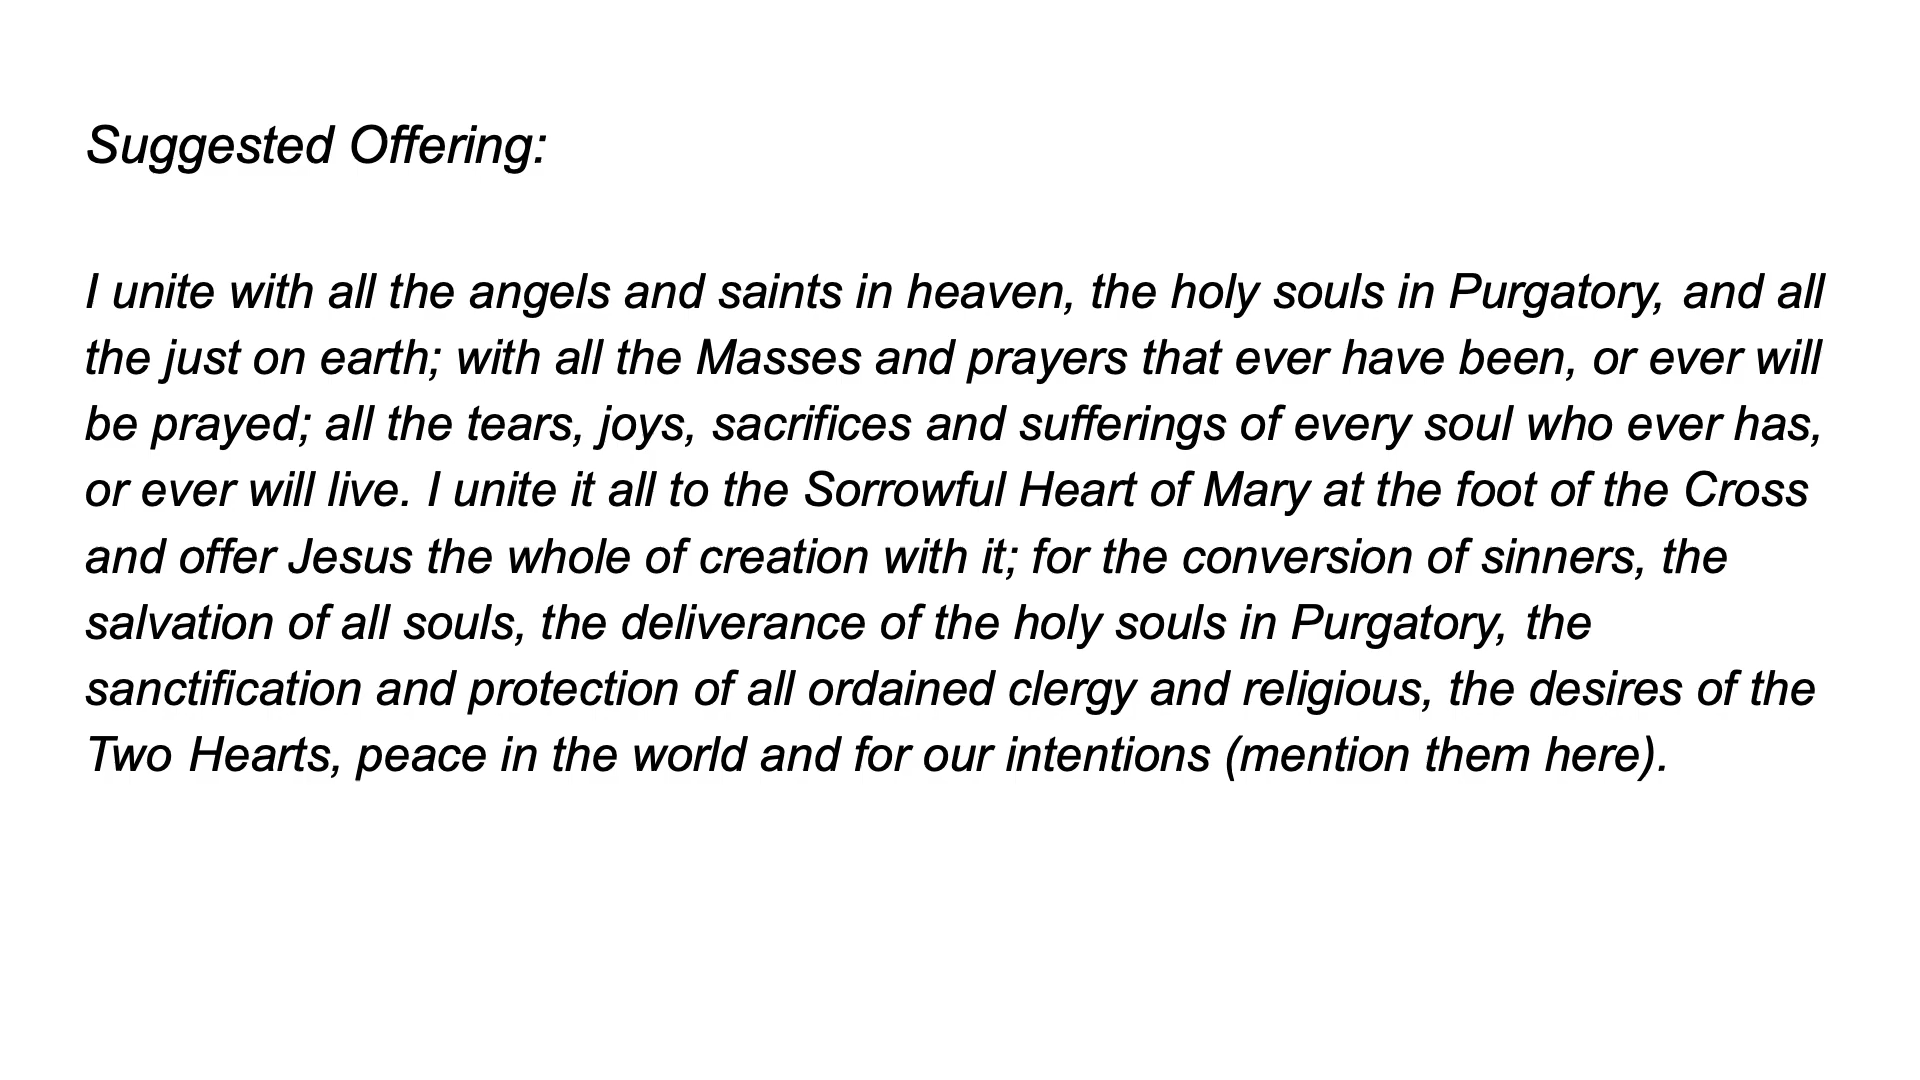 Suggested Offering:
I unite with all the angels and saints in heaven, the holy souls in Purgatory, and all
the just on earth; with all the Masses and prayers that ever have been, or ever will
be prayed; all the tears, joys, sacrifices and sufferings of every soul who ever has,
or ever will live. I unite it all to the Sorrowful Heart of Mary at the foot of the Cross
and offer Jesus the whole of creation with it; for the conversion of sinners, the
salvation of all souls, the deliverance of the holy souls in Purgatory, the
sanctification and protection of all ordained clergy and religious, the desires of the
Two Hearts, peace in the world and for our intentions (mention them here).